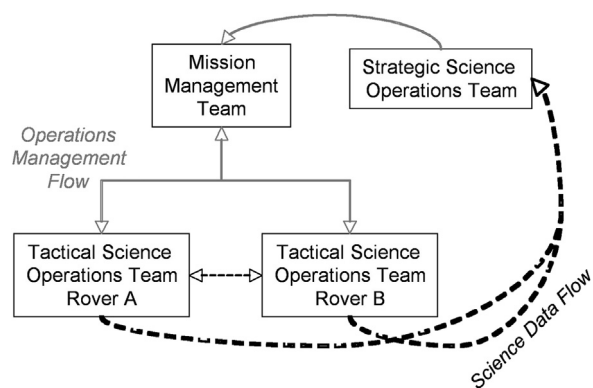 Mission
Management
Team
Strategic Science
Operations Team
Operations
Management
Flow
Tactical Science
Operations Team
Rover A
Tactical Science
Operations Team
Rover B
Science Data Flow